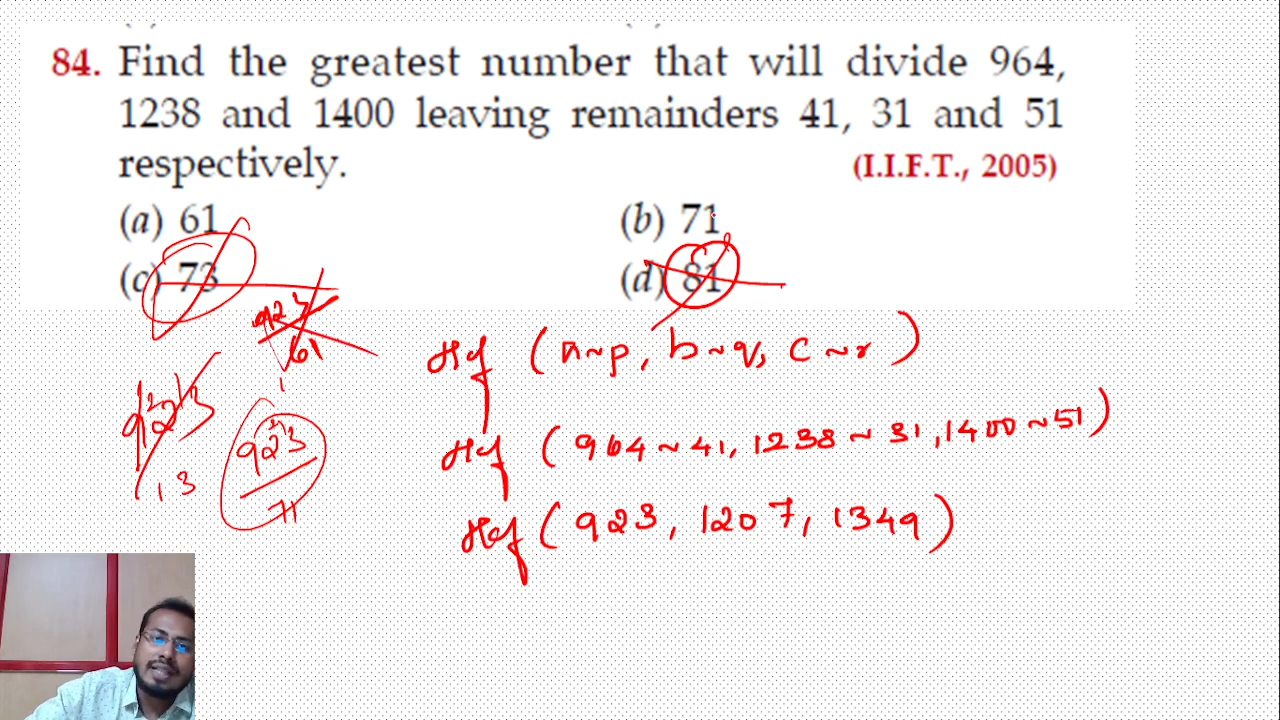 84. Find the greatest number that will divide 964,
1238 and 1400 leaving remainders 41, 31 and 51
respectively. (I.I.F.T., 2005)
(a) 61 (b) 71
(c) 73 (d) 81
923
61
Hcf (a~p, b~q, c~r)
923
13
923
71
Hcf (964~41, 1238~31, 1400~51)
Hcf (923, 1207, 1349)